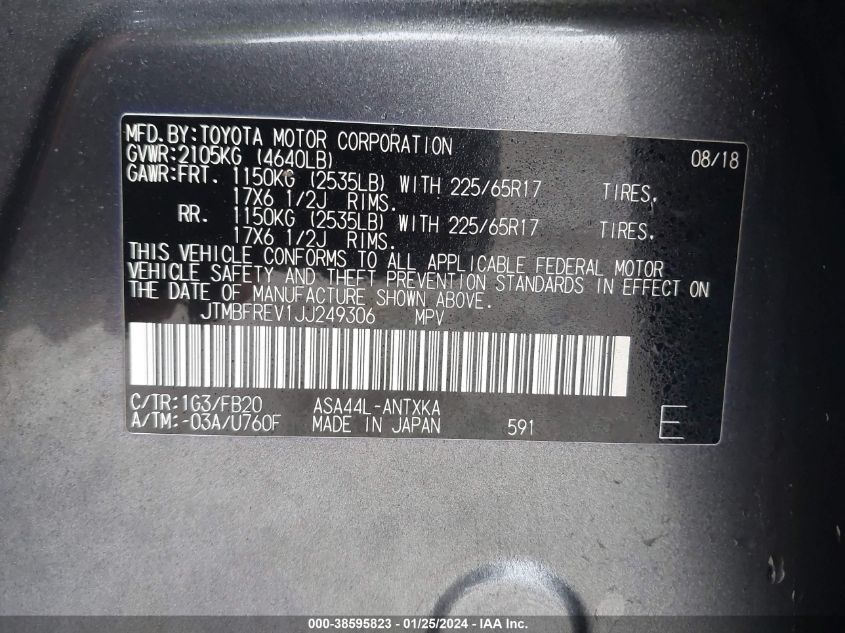 MFD. BY: TOYOTA MOTOR CORPORATION 08/18
GVWR: 2105KG (4640LB)
GAWR: FRT. 1150KG (2535LB) WITH 225/65R17 TIRES,
17X6 1/2J RIMS.
RR. 1150KG (2535LB) WITH 225/65R17 TIRES,
17X6 1/2J RIMS.
THIS VEHICLE CONFORMS TO ALL APPLICABLE FEDERAL MOTOR
VEHICLE SAFETY AND THEFT PREVENTION STANDARDS IN EFFECT ON
THE DATE OF MANUFACTURE SHOWN ABOVE.
JTMBFREV1JJ249306 MPV
C/TR: 1G3/FB20 ASA44L-ANTXKA
A/TM: -03A/U760F MADE IN JAPAN 591 E
000-38595823 - 01/25/2024 - IAA Inc.